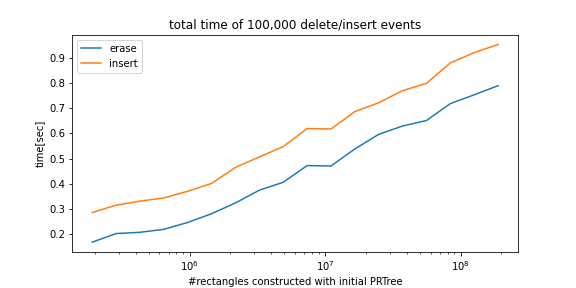 total time of 100,000 delete/insert events
erase
insert
time[sec]
0.9
0.8
0.7
0.6
0.5
0.4
0.3
0.2
10⁶ 10⁷ 10⁸
#rectangles constructed with initial PRTree